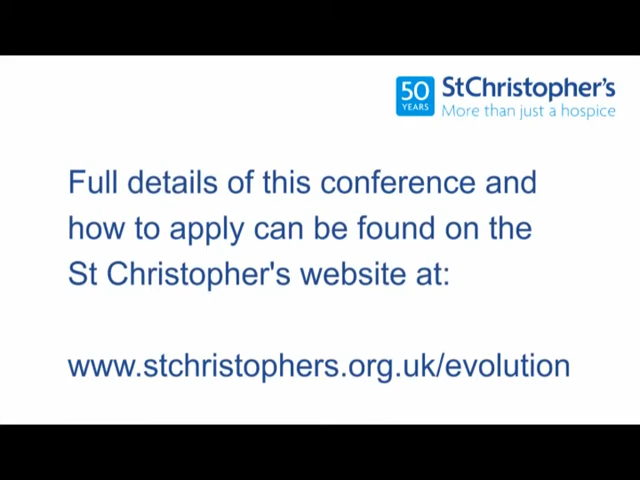 50
YEARS
StChristopher's
More than just a hospice
Full details of this conference and
how to apply can be found on the
St Christopher's website at:
www.stchristophers.org.uk/evolution